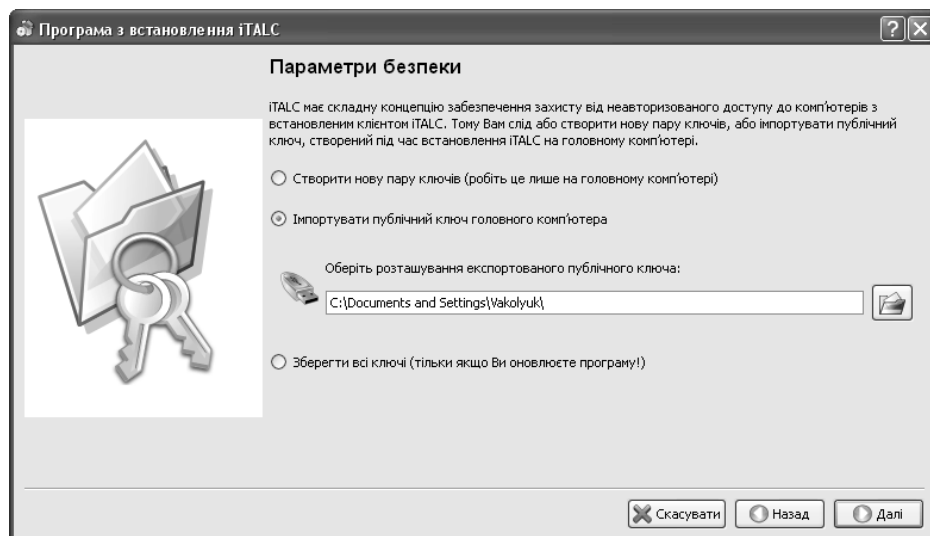 Програма з встановлення iTALC
Параметри безпеки
iTALC має складну концепцію забезпечення захисту від неавторизованого доступу до комп'ютерів з
встановленим клієнтом iTALC. Тому Вам слід або створити нову пару ключів, або імпортувати публічний
ключ, створений під час встановлення iTALC на головному комп'ютері.
Створити нову пару ключів (робіть це лише на головному комп'ютері)
Імпортувати публічний ключ головного комп'ютера
Оберіть розташування експортованого публічного ключа:
C:\Documents and Settings\Vakolyuk\
Зберегти всі ключі (тільки якщо Ви оновлюєте програму!)
Скасувати Назад Далі